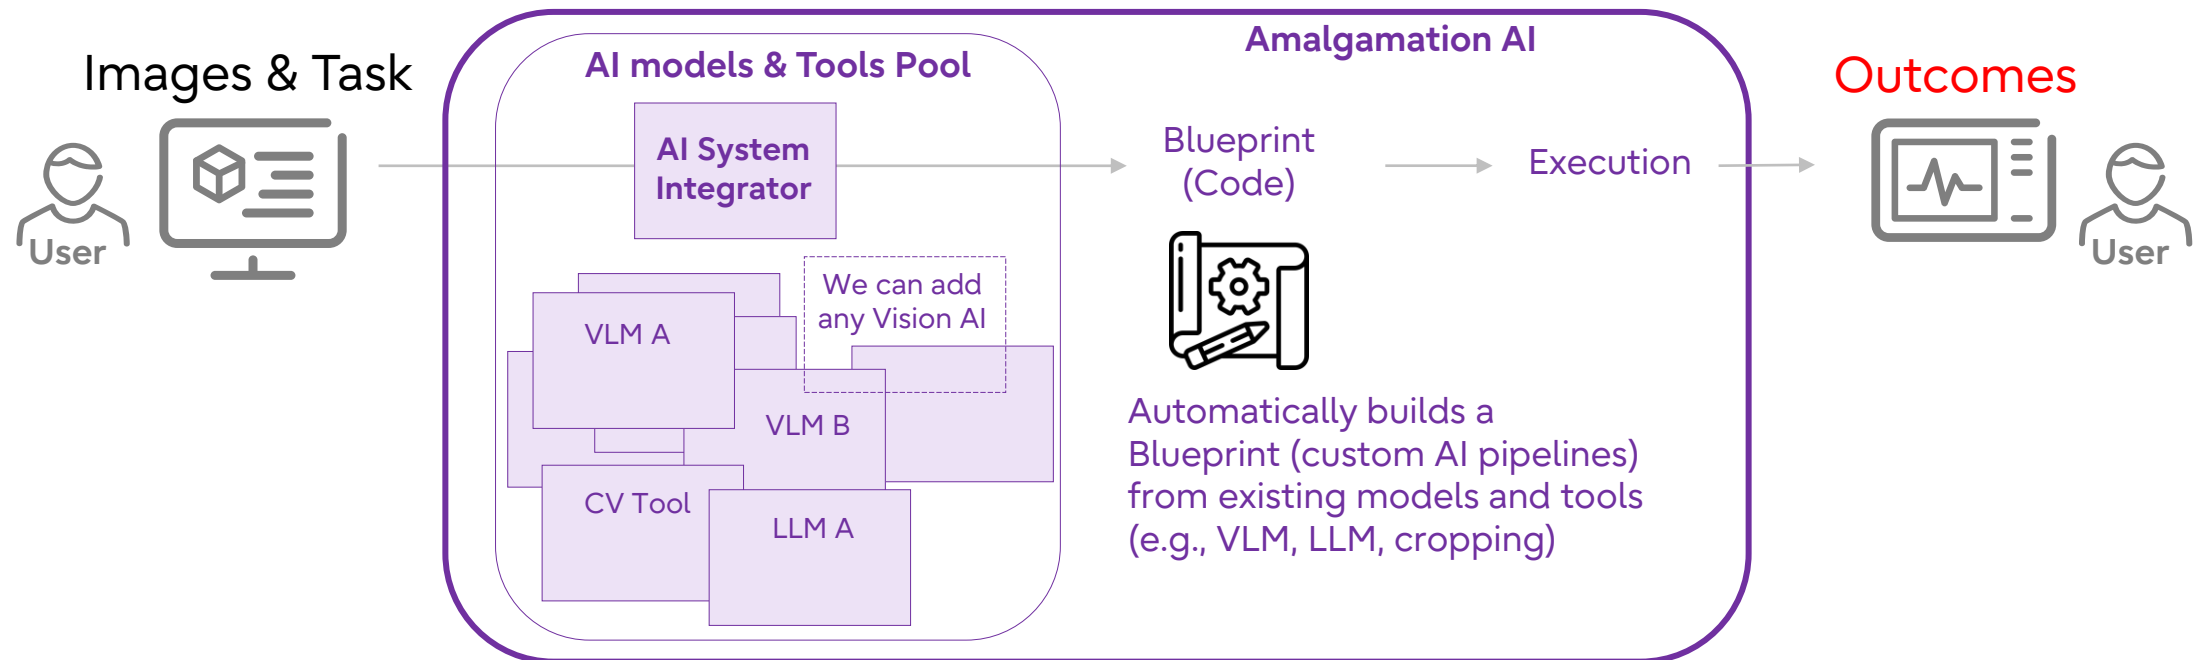 Images & Task
User
Amalgamation AI
AI models & Tools Pool
AI System
Integrator
We can add
any Vision AI
VLM A
VLM B
CV Tool
LLM A
Blueprint
(Code)
Execution
Automatically builds a
Blueprint (custom AI pipelines)
from existing models and tools
(e.g., VLM, LLM, cropping)
Outcomes
User